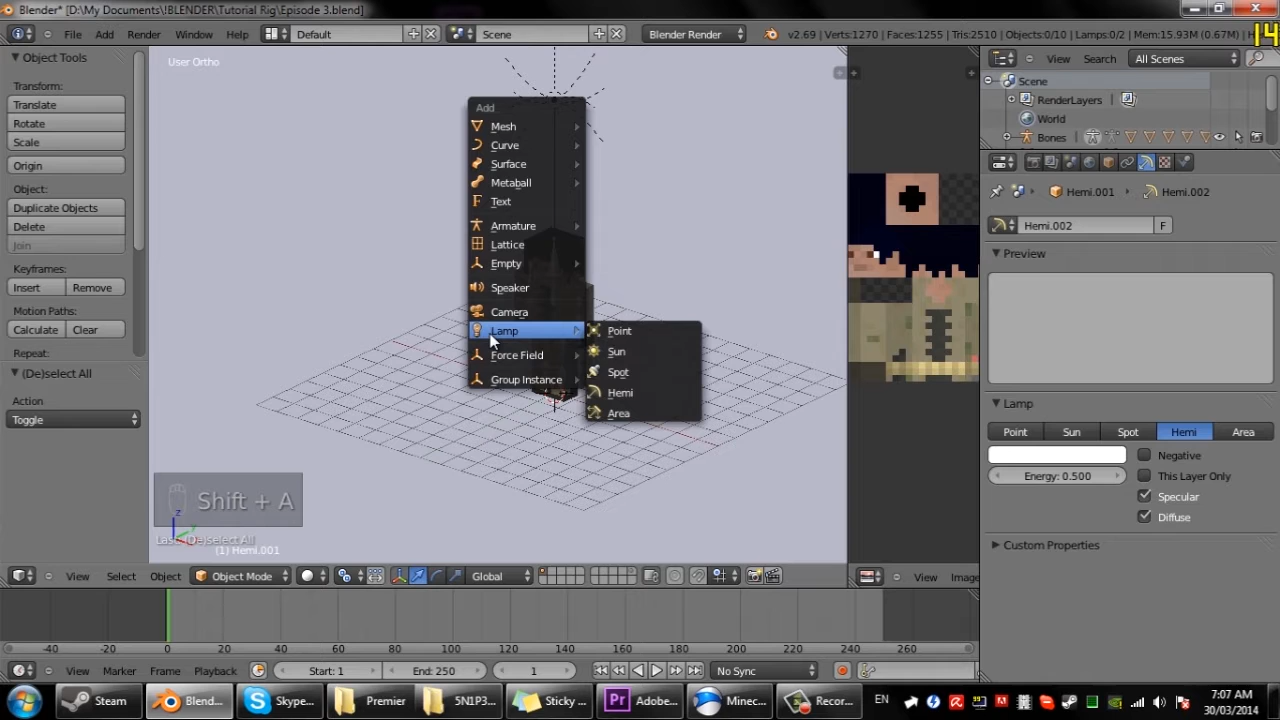 Blender* [D:\My Documents\!BLENDER\Tutorial Rig\Episode 3.blend]
File Add Render Window Help Default Scene Blender Render v2.69 | Verts:1270 | Faces:1255 | Tris:2510 | Objects:0/10 | Lamps:0/2 | Mem:15.93M (0.67M) | 14
Object Tools
Transform:
Translate
Rotate
Scale
Origin
Object:
Duplicate Objects
Delete
Join
Keyframes:
Insert Remove
Motion Paths:
Calculate Clear
Repeat:
(De)select All
Action
Toggle
User Ortho
Add
Mesh
Curve
Surface
Metaball
Text
Armature
Lattice
Empty
Speaker
Camera
Lamp
Force Field
Group Instance
Point
Sun
Spot
Hemi
Area
Shift + A
Last: (De)select All
(1) Hemi.001
View Select Object Object Mode Global
View Image
View Search All Scenes
Scene
RenderLayers
World
Bones
Hemi.001 Hemi.002
Hemi.002 F
Preview
Lamp
Point Sun Spot Hemi Area
Negative
Energy: 0.500 This Layer Only
Specular
Diffuse
Custom Properties
-40 -20 0 20 40 60 80 100 120 140 160 180 200 220 240 260
View Marker Frame Playback Start: 1 End: 250 1 No Sync
Steam Blend... Skype... Premier 5N1P3... Sticky ... Adobe... Minec... Recor... EN 7:07 AM
30/03/2014